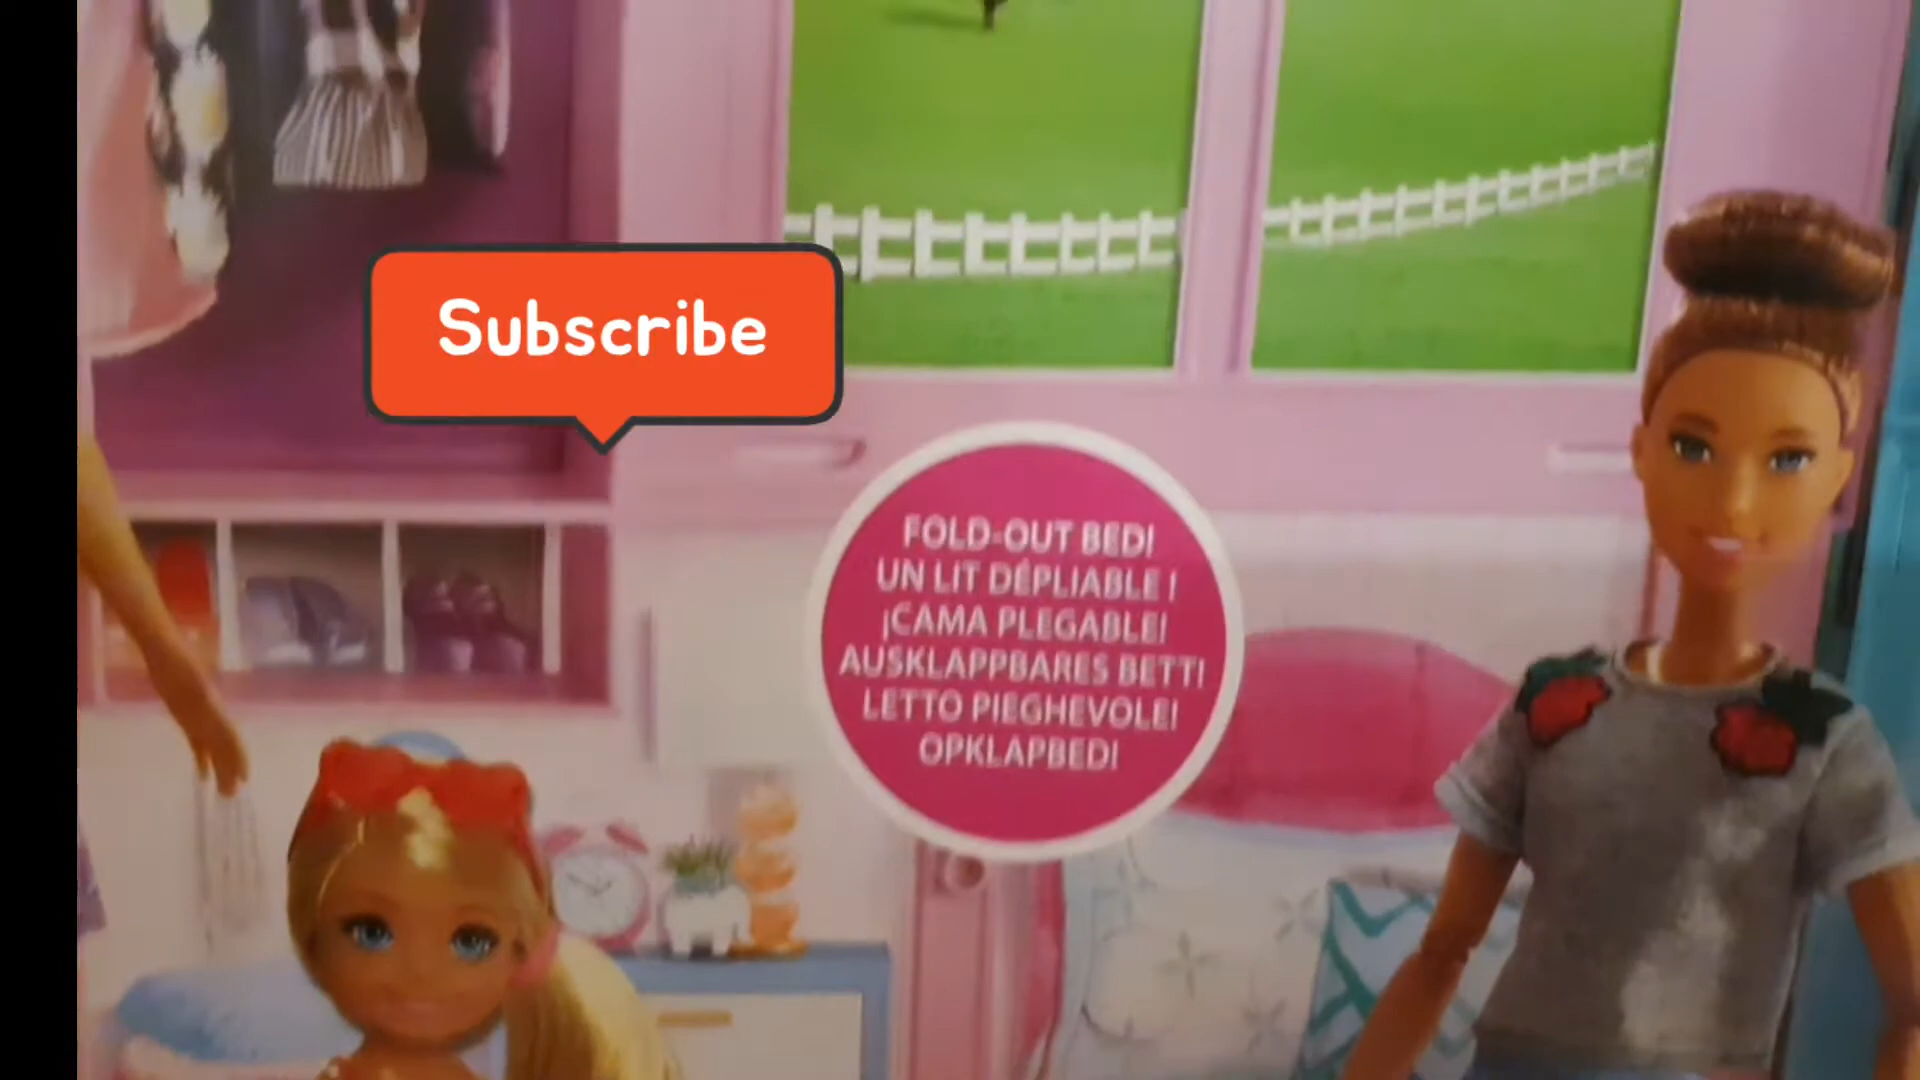 Subscribe
FOLD-OUT BED!
UN LIT DÉPLIABLE !
¡CAMA PLEGABLE!
AUSKLAPPBARES BETT!
LETTO PIEGHEVOLE!
OPKLAPBED!